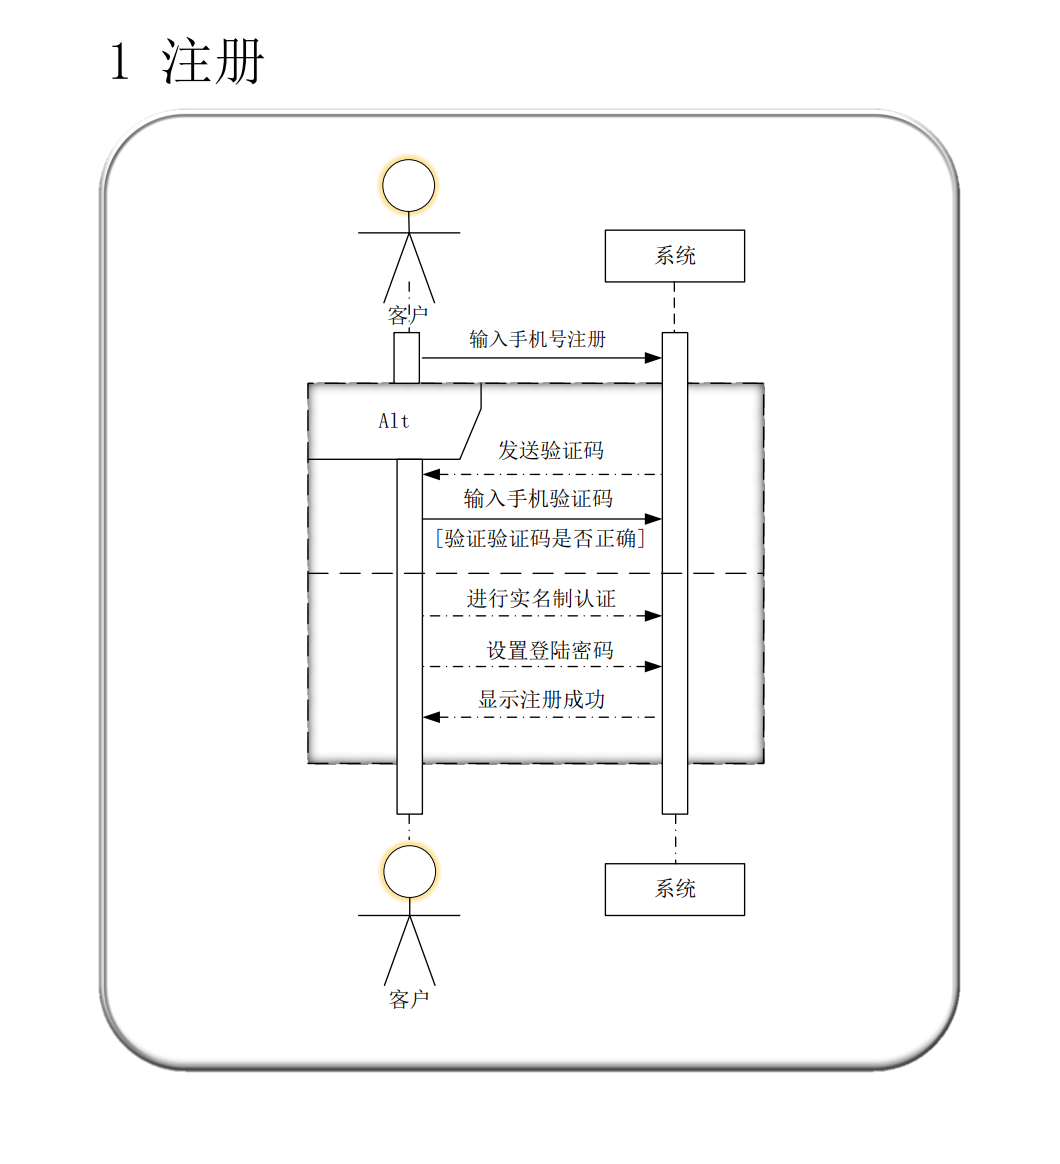 1 注册
系统
客户
输入手机号注册
Alt
发送验证码
输入手机验证码
[验证验证码是否正确]
进行实名制认证
设置登陆密码
显示注册成功
系统
客户